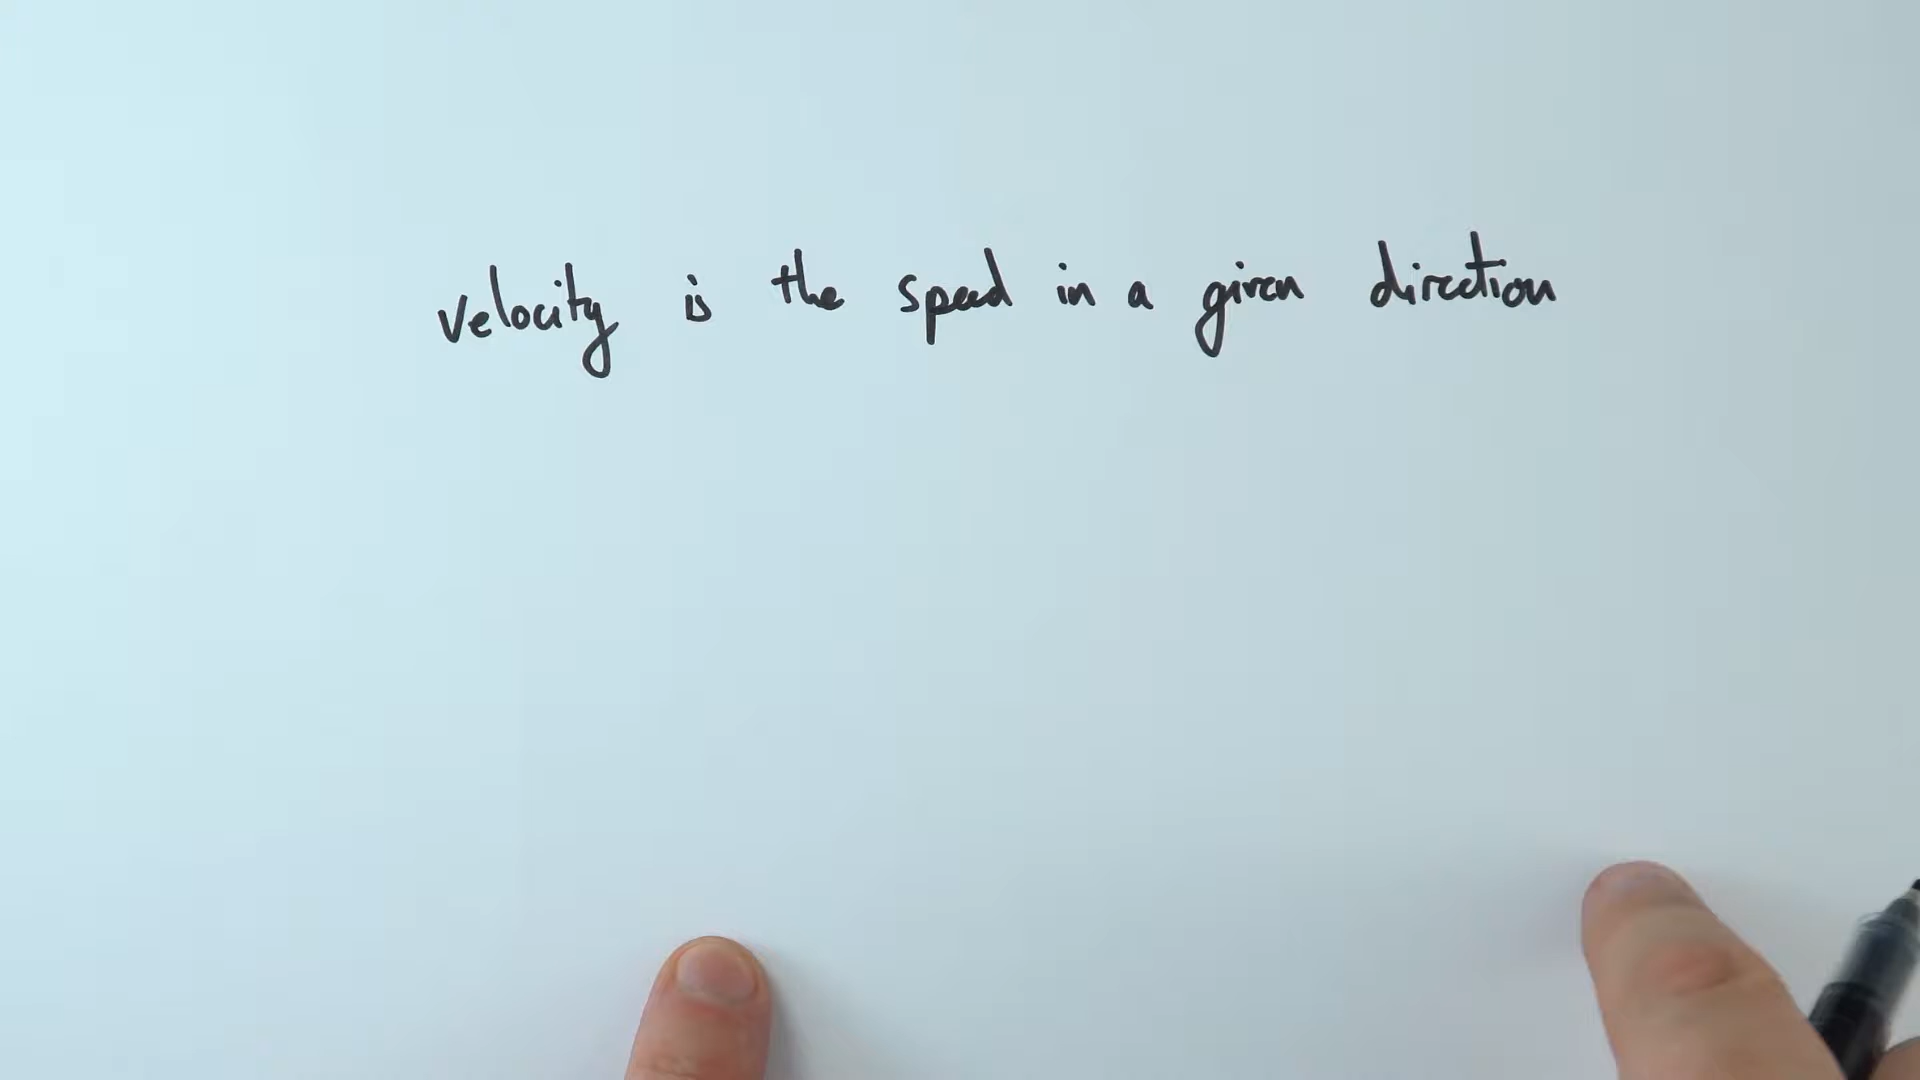 velocity is the speed in a given direction